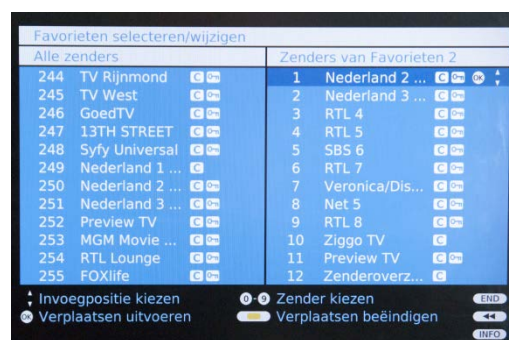 Favorieten selecteren/wijzigen
Alle zenders
244 TV Rijnmond C
245 TV West C
246 GoedTV C
247 13TH STREET C
248 Syfy Universal C
249 Nederland 1 ... C
250 Nederland 2 ... C
251 Nederland 3 ... C
252 Preview TV C
253 MGM Movie ... C
254 RTL Lounge C
255 FOXlife C
Zenders van Favorieten 2
1 Nederland 2 ... C OK
2 Nederland 3 ... C
3 RTL 4 C
4 RTL 5 C
5 SBS 6 C
6 RTL 7 C
7 Veronica/Dis... C
8 Net 5 C
9 RTL 8 C
10 Ziggo TV C
11 Preview TV C
12 Zenderoverz... C
Invoegpositie kiezen
0-9 Zender kiezen
END
OK Verplaatsen uitvoeren
Verplaatsen beëindigen
INFO